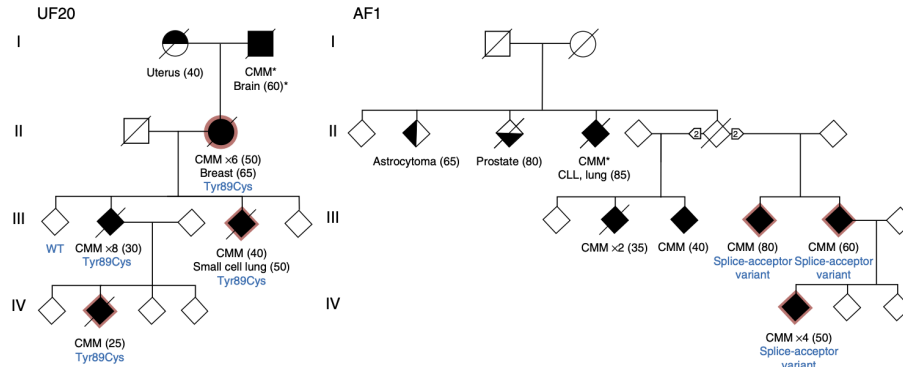 UF20
AF1
I
Uterus (40)
CMM*
Brain (60)*
I
II
CMM ×6 (50)
Breast (65)
Tyr89Cys
II
Astrocytoma (65)
Prostate (80)
CMM*
CLL, lung (85)
2
2
III
WT
CMM ×8 (30)
Tyr89Cys
CMM (40)
Small cell lung (50)
Tyr89Cys
III
CMM ×2 (35)
CMM (40)
CMM (80)
Splice-acceptor
variant
CMM (60)
Splice-acceptor
variant
IV
CMM (25)
Tyr89Cys
IV
CMM ×4 (50)
Splice-acceptor
variant